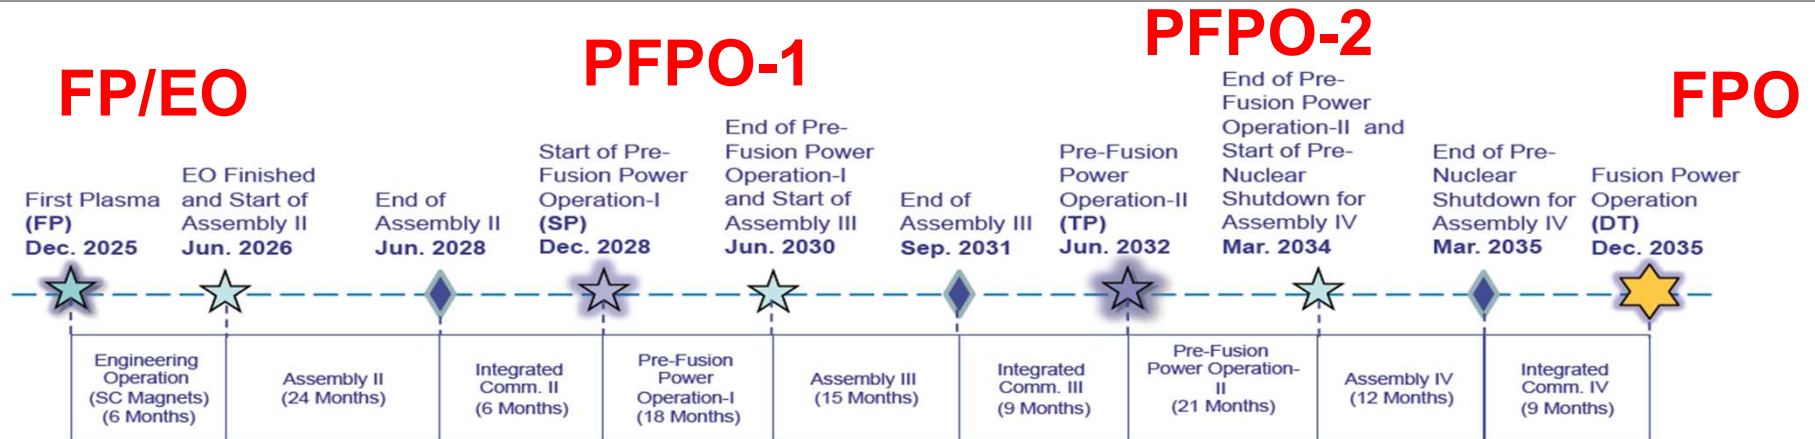 FP/EO
PFPO-1
PFPO-2
FPO
First Plasma
(FP)
Dec. 2025
EO Finished
and Start of
Assembly II
Jun. 2026
End of
Assembly II
Jun. 2028
Start of Pre-
Fusion Power
Operation-I
(SP)
Dec. 2028
End of Pre-
Fusion Power
Operation-I
and Start of
Assembly III
Jun. 2030
End of
Assembly III
Sep. 2031
Pre-Fusion
Power
Operation-II
(TP)
Jun. 2032
End of Pre-
Fusion Power
Operation-II and
Start of Pre-
Nuclear
Shutdown for
Assembly IV
Mar. 2034
End of Pre-
Nuclear
Shutdown for
Assembly IV
Mar. 2035
Fusion Power
Operation
(DT)
Dec. 2035
Engineering
Operation
(SC Magnets)
(6 Months)
Assembly II
(24 Months)
Integrated
Comm. II
(6 Months)
Pre-Fusion
Power
Operation-I
(18 Months)
Assembly III
(15 Months)
Integrated
Comm. III
(9 Months)
Pre-Fusion
Power Operation-
II
(21 Months)
Assembly IV
(12 Months)
Integrated
Comm. IV
(9 Months)